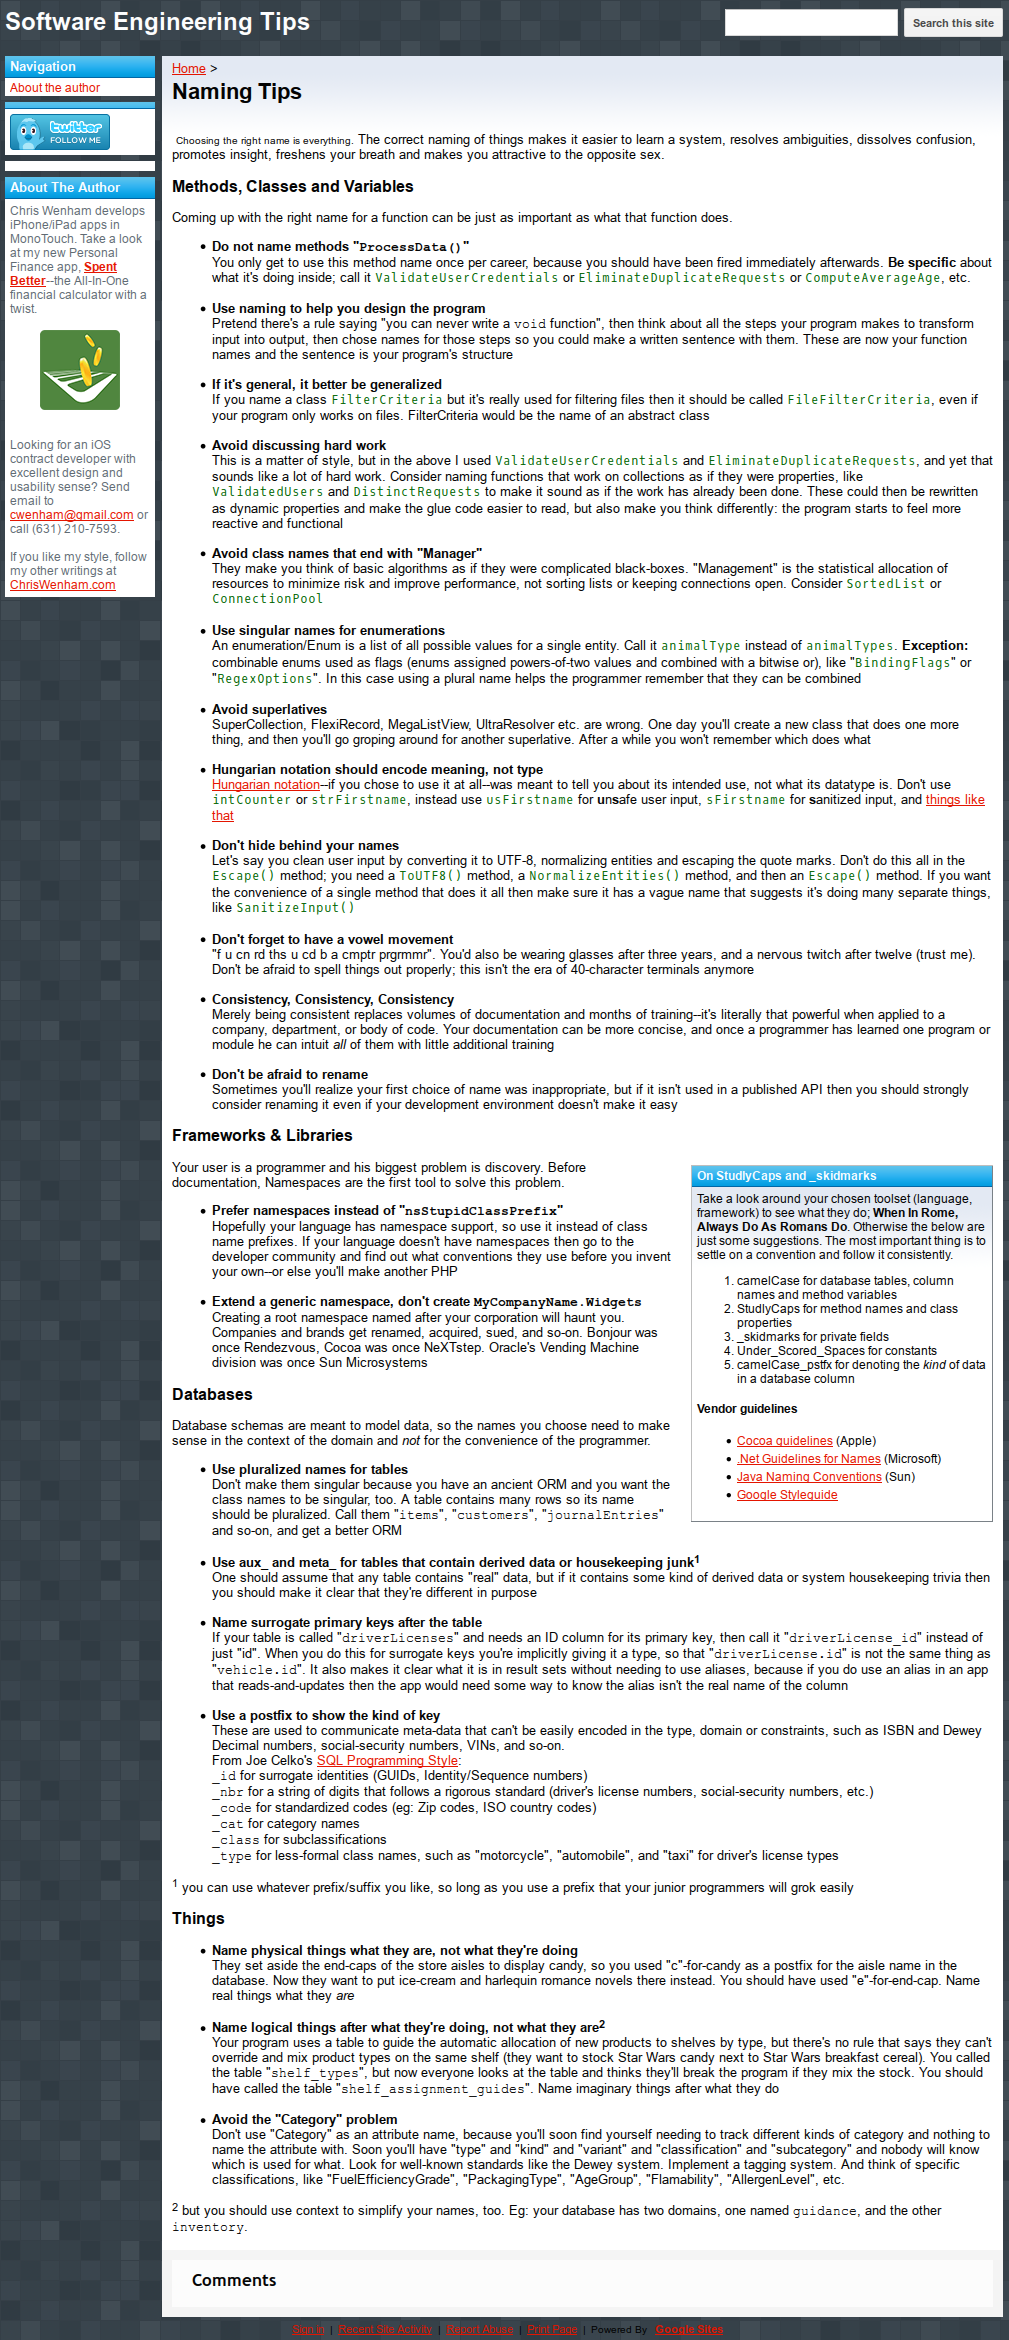 Software Engineering Tips
Search this site
Navigation
About the author
twitter
FOLLOW ME
About The Author
Chris Wenham develops
iPhone/iPad apps in
MonoTouch. Take a look
at my new Personal
Finance app, Spent
Better--the All-In-One
financial calculator with a
twist.
Looking for an iOS
contract developer with
excellent design and
usability sense? Send
email to
cwenham@gmail.com or
call (631) 210-7593.
If you like my style, follow
my other writings at
ChrisWenham.com
Home >
Naming Tips
Choosing the right name is everything. The correct naming of things makes it easier to learn a system, resolves ambiguities, dissolves confusion,
promotes insight, freshens your breath and makes you attractive to the opposite sex.
Methods, Classes and Variables
Coming up with the right name for a function can be just as important as what that function does.
• Do not name methods "ProcessData()"
You only get to use this method name once per career, because you should have been fired immediately afterwards. Be specific about
what it's doing inside; call it ValidateUserCredentials or EliminateDuplicateRequests or ComputeAverageAge, etc.
• Use naming to help you design the program
Pretend there's a rule saying "you can never write a void function", then think about all the steps your program makes to transform
input into output, then chose names for those steps so you could make a written sentence with them. These are now your function
names and the sentence is your program's structure
• If it's general, it better be generalized
If you name a class FilterCriteria but it's really used for filtering files then it should be called FileFilterCriteria, even if
your program only works on files. FilterCriteria would be the name of an abstract class
• Avoid discussing hard work
This is a matter of style, but in the above I used ValidateUserCredentials and EliminateDuplicateRequests, and yet that
sounds like a lot of hard work. Consider naming functions that work on collections as if they were properties, like
ValidatedUsers and DistinctRequests to make it sound as if the work has already been done. These could then be rewritten
as dynamic properties and make the glue code easier to read, but also make you think differently: the program starts to feel more
reactive and functional
• Avoid class names that end with "Manager"
They make you think of basic algorithms as if they were complicated black-boxes. "Management" is the statistical allocation of
resources to minimize risk and improve performance, not sorting lists or keeping connections open. Consider SortedList or
ConnectionPool
• Use singular names for enumerations
An enumeration/Enum is a list of all possible values for a single entity. Call it animalType instead of animalTypes. Exception:
combinable enums used as flags (enums assigned powers-of-two values and combined with a bitwise or), like "BindingFlags" or
"RegexOptions". In this case using a plural name helps the programmer remember that they can be combined
• Avoid superlatives
SuperCollection, FlexiRecord, MegaListView, UltraResolver etc. are wrong. One day you'll create a new class that does one more
thing, and then you'll go groping around for another superlative. After a while you won't remember which does what
• Hungarian notation should encode meaning, not type
Hungarian notation--if you chose to use it at all--was meant to tell you about its intended use, not what its datatype is. Don't use
intCounter or strFirstname, instead use usFirstname for unsafe user input, sFirstname for sanitized input, and things like
that
• Don't hide behind your names
Let's say you clean user input by converting it to UTF-8, normalizing entities and escaping the quote marks. Don't do this all in the
Escape() method; you need a ToUTF8() method, a NormalizeEntities() method, and then an Escape() method. If you want
the convenience of a single method that does it all then make sure it has a vague name that suggests it's doing many separate things,
like SanitizeInput()
• Don't forget to have a vowel movement
"f u cn rd ths u cd b a cmptr prgrmmr". You'd also be wearing glasses after three years, and a nervous twitch after twelve (trust me).
Don't be afraid to spell things out properly; this isn't the era of 40-character terminals anymore
• Consistency, Consistency, Consistency
Merely being consistent replaces volumes of documentation and months of training--it's literally that powerful when applied to a
company, department, or body of code. Your documentation can be more concise, and once a programmer has learned one program or
module he can intuit all of them with little additional training
• Don't be afraid to rename
Sometimes you'll realize your first choice of name was inappropriate, but if it isn't used in a published API then you should strongly
consider renaming it even if your development environment doesn't make it easy
Frameworks & Libraries
Your user is a programmer and his biggest problem is discovery. Before
documentation, Namespaces are the first tool to solve this problem.
• Prefer namespaces instead of "nsStupidClassPrefix"
Hopefully your language has namespace support, so use it instead of class
name prefixes. If your language doesn't have namespaces then go to the
developer community and find out what conventions they use before you invent
your own--or else you'll make another PHP
• Extend a generic namespace, don't create MyCompanyName.Widgets
Creating a root namespace named after your corporation will haunt you.
Companies and brands get renamed, acquired, sued, and so-on. Bonjour was
once Rendezvous, Cocoa was once NeXTstep. Oracle's Vending Machine
division was once Sun Microsystems
On StudlyCaps and _skidmarks
Take a look around your chosen toolset (language,
framework) to see what they do; When In Rome,
Always Do As Romans Do. Otherwise the below are
just some suggestions. The most important thing is to
settle on a convention and follow it consistently.
1. camelCase for database tables, column
names and method variables
2. StudlyCaps for method names and class
properties
3. _skidmarks for private fields
4. Under_Scored_Spaces for constants
5. camelCase_pstfx for denoting the kind of data
in a database column
Vendor guidelines
• Cocoa guidelines (Apple)
• .Net Guidelines for Names (Microsoft)
• Java Naming Conventions (Sun)
• Google Styleguide
Databases
Database schemas are meant to model data, so the names you choose need to make
sense in the context of the domain and not for the convenience of the programmer.
• Use pluralized names for tables
Don't make them singular because you have an ancient ORM and you want the
class names to be singular, too. A table contains many rows so its name
should be pluralized. Call them "items", "customers", "journalEntries"
and so-on, and get a better ORM
• Use aux_ and meta_ for tables that contain derived data or housekeeping junk1
One should assume that any table contains "real" data, but if it contains some kind of derived data or system housekeeping trivia then
you should make it clear that they're different in purpose
• Name surrogate primary keys after the table
If your table is called "driverLicenses" and needs an ID column for its primary key, then call it "driverLicense_id" instead of
just "id". When you do this for surrogate keys you're implicitly giving it a type, so that "driverLicense.id" is not the same thing as
"vehicle.id". It also makes it clear what it is in result sets without needing to use aliases, because if you do use an alias in an app
that reads-and-updates then the app would need some way to know the alias isn't the real name of the column
• Use a postfix to show the kind of key
These are used to communicate meta-data that can't be easily encoded in the type, domain or constraints, such as ISBN and Dewey
Decimal numbers, social-security numbers, VINs, and so-on.
From Joe Celko's SQL Programming Style:
_id for surrogate identities (GUIDs, Identity/Sequence numbers)
_nbr for a string of digits that follows a rigorous standard (driver's license numbers, social-security numbers, etc.)
_code for standardized codes (eg: Zip codes, ISO country codes)
_cat for category names
_class for subclassifications
_type for less-formal class names, such as "motorcycle", "automobile", and "taxi" for driver's license types
1 you can use whatever prefix/suffix you like, so long as you use a prefix that your junior programmers will grok easily
Things
• Name physical things what they are, not what they're doing
They set aside the end-caps of the store aisles to display candy, so you used "c"-for-candy as a postfix for the aisle name in the
database. Now they want to put ice-cream and harlequin romance novels there instead. You should have used "e"-for-end-cap. Name
real things what they are
• Name logical things after what they're doing, not what they are2
Your program uses a table to guide the automatic allocation of new products to shelves by type, but there's no rule that says they can't
override and mix product types on the same shelf (they want to stock Star Wars candy next to Star Wars breakfast cereal). You called
the table "shelf_types", but now everyone looks at the table and thinks they'll break the program if they mix the stock. You should
have called the table "shelf_assignment_guides". Name imaginary things after what they do
• Avoid the "Category" problem
Don't use "Category" as an attribute name, because you'll soon find yourself needing to track different kinds of category and nothing to
name the attribute with. Soon you'll have "type" and "kind" and "variant" and "classification" and "subcategory" and nobody will know
which is used for what. Look for well-known standards like the Dewey system. Implement a tagging system. And think of specific
classifications, like "FuelEfficiencyGrade", "PackagingType", "AgeGroup", "Flamability", "AllergenLevel", etc.
2 but you should use context to simplify your names, too. Eg: your database has two domains, one named guidance, and the other
inventory.
Comments
Sign in | Recent Site Activity | Report Abuse | Print Page | Powered By Google Sites